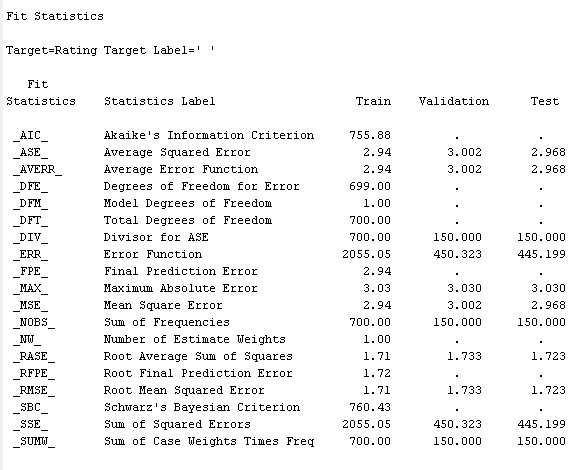 Fit Statistics
Target=Rating Target Label=' '
Fit
Statistics Statistics Label Train Validation Test
_AIC_ Akaike's Information Criterion 755.88 . .
_ASE_ Average Squared Error 2.94 3.002 2.968
_AVERR_ Average Error Function 2.94 3.002 2.968
_DFE_ Degrees of Freedom for Error 699.00 . .
_DFM_ Model Degrees of Freedom 1.00 . .
_DFT_ Total Degrees of Freedom 700.00 . .
_DIV_ Divisor for ASE 700.00 150.000 150.000
_ERR_ Error Function 2055.05 450.323 445.199
_FPE_ Final Prediction Error 2.94 . .
_MAX_ Maximum Absolute Error 3.03 3.030 3.030
_MSE_ Mean Square Error 2.94 3.002 2.968
_NOBS_ Sum of Frequencies 700.00 150.000 150.000
_NW_ Number of Estimate Weights 1.00 . .
_RASE_ Root Average Sum of Squares 1.71 1.733 1.723
_RFPE_ Root Final Prediction Error 1.72 . .
_RMSE_ Root Mean Squared Error 1.71 1.733 1.723
_SBC_ Schwarz's Bayesian Criterion 760.43 . .
_SSE_ Sum of Squared Errors 2055.05 450.323 445.199
_SUMW_ Sum of Case Weights Times Freq 700.00 150.000 150.000